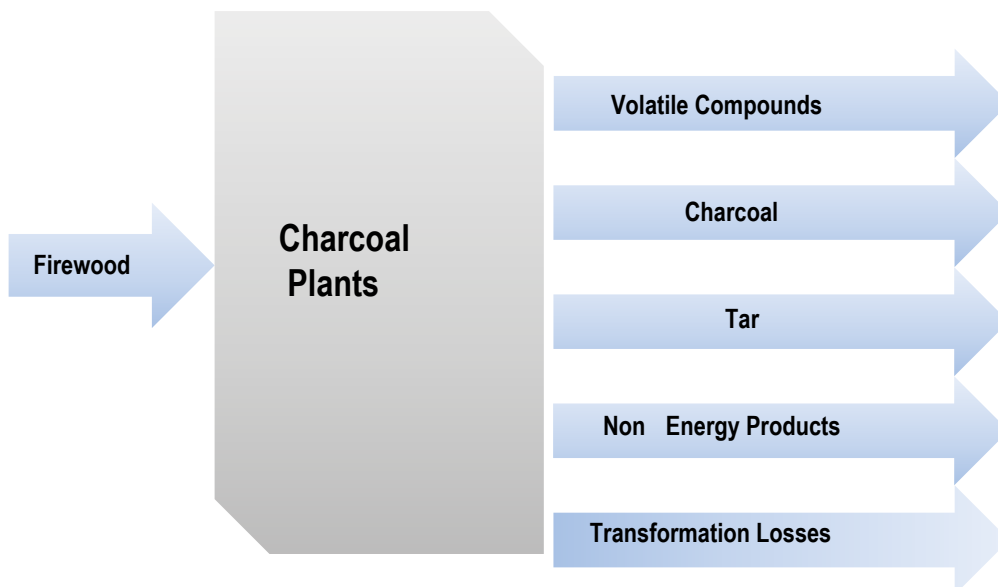 Volatile Compounds
Charcoal
Charcoal
Plants
Firewood
Tar
Non Energy Products
Transformation Losses